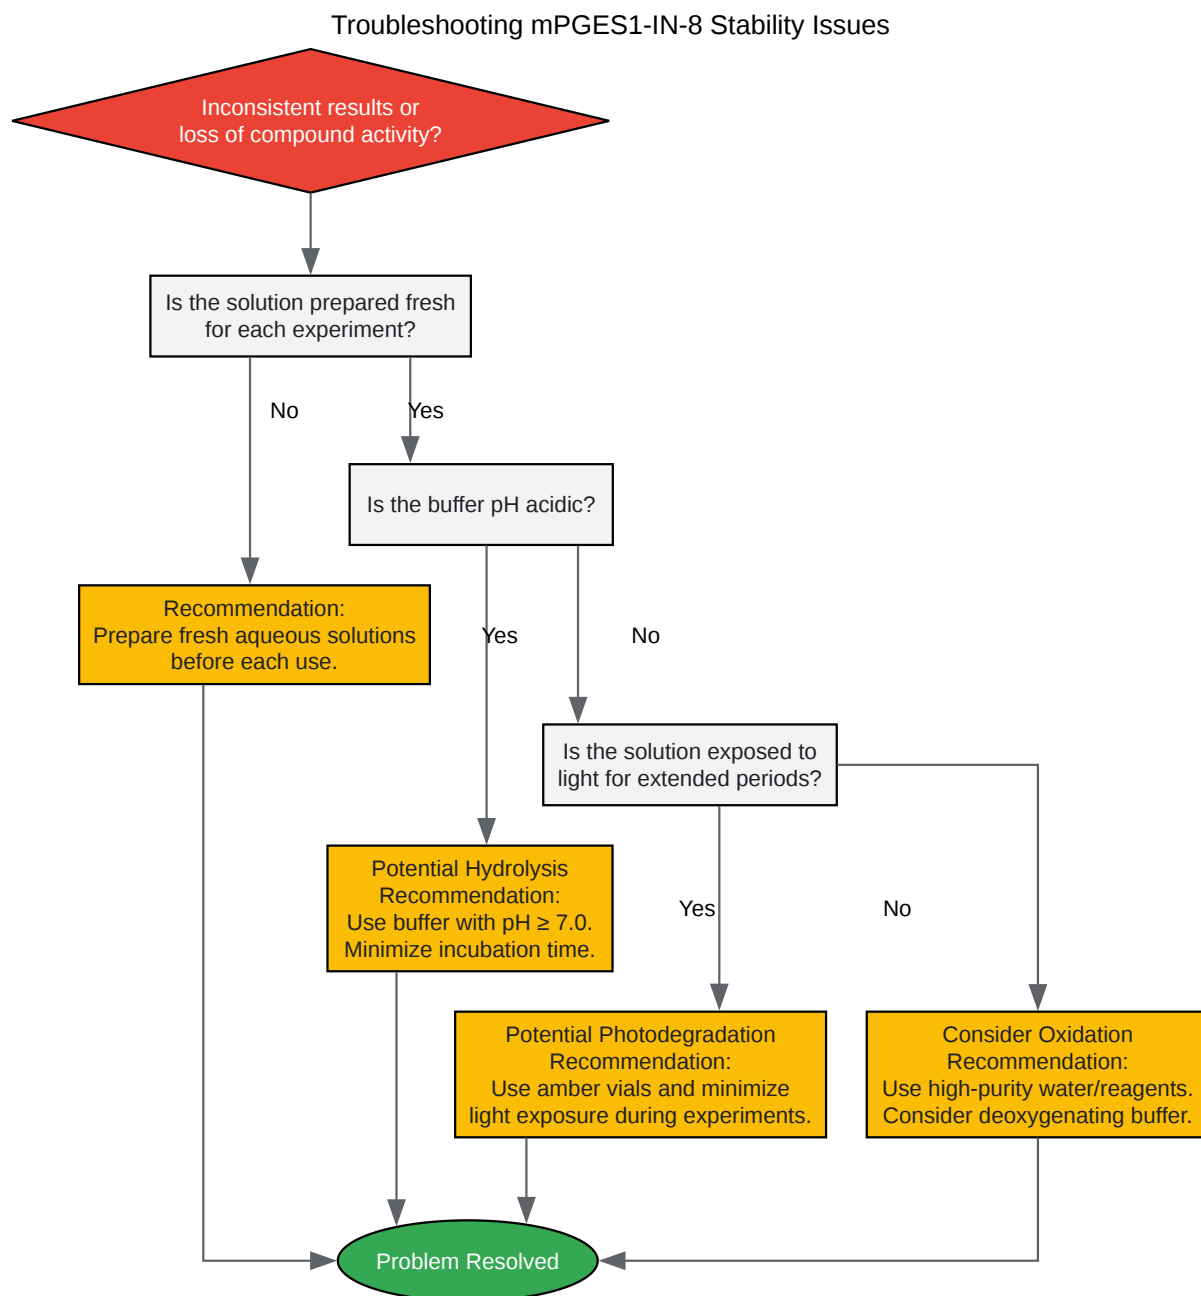 Troubleshooting mPGES1-IN-8 Stability Issues
Inconsistent results or
loss of compound activity?
Is the solution prepared fresh
for each experiment?
No
Yes
Is the buffer pH acidic?
Recommendation:
Prepare fresh aqueous solutions
before each use.
Yes
No
Is the solution exposed to
light for extended periods?
Potential Hydrolysis
Recommendation:
Use buffer with pH ≥ 7.0.
Minimize incubation time.
Yes
No
Potential Photodegradation
Recommendation:
Use amber vials and minimize
light exposure during experiments.
Consider Oxidation
Recommendation:
Use high-purity water/reagents.
Consider deoxygenating buffer.
Problem Resolved